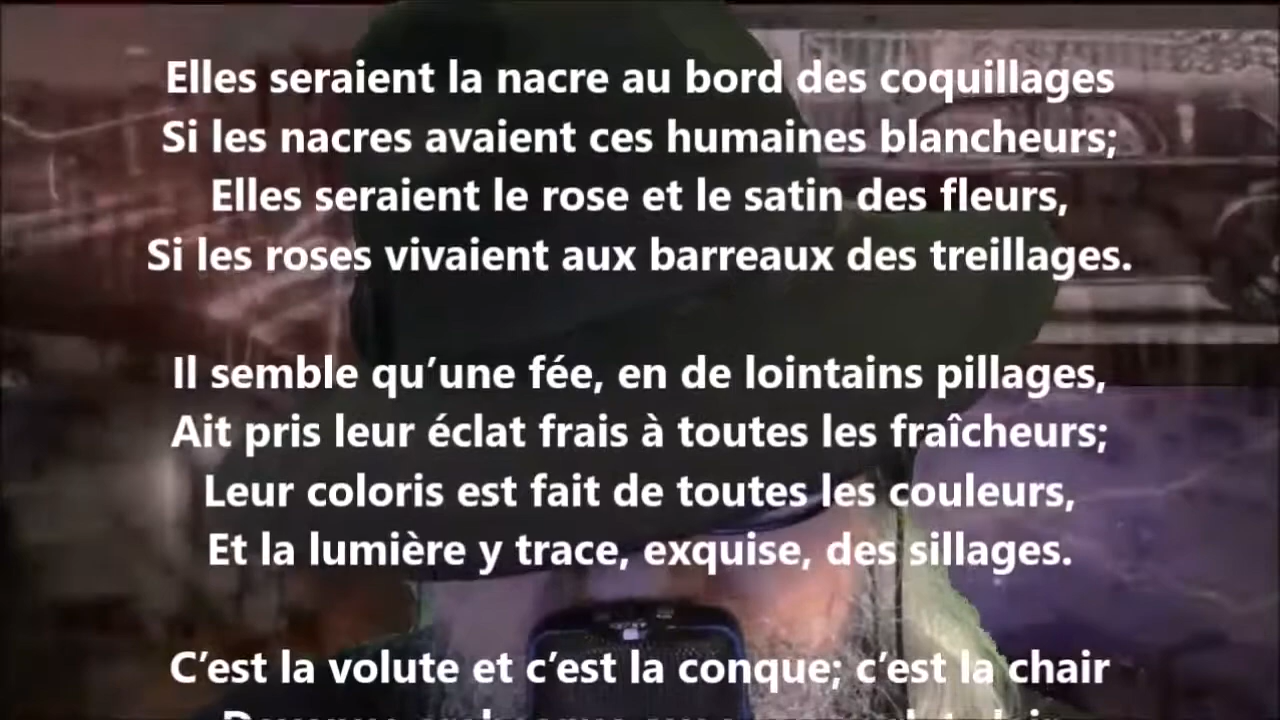 Elles seraient la nacre au bord des coquillages
Si les nacres avaient ces humaines blancheurs;
Elles seraient le rose et le satin des fleurs,
Si les roses vivaient aux barreaux des treillages.
Il semble qu’une fée, en de lointains pillages,
Ait pris leur éclat frais à toutes les fraîcheurs;
Leur coloris est fait de toutes les couleurs,
Et la lumière y trace, exquise, des sillages.
C’est la volute et c’est la conque; c’est la chair